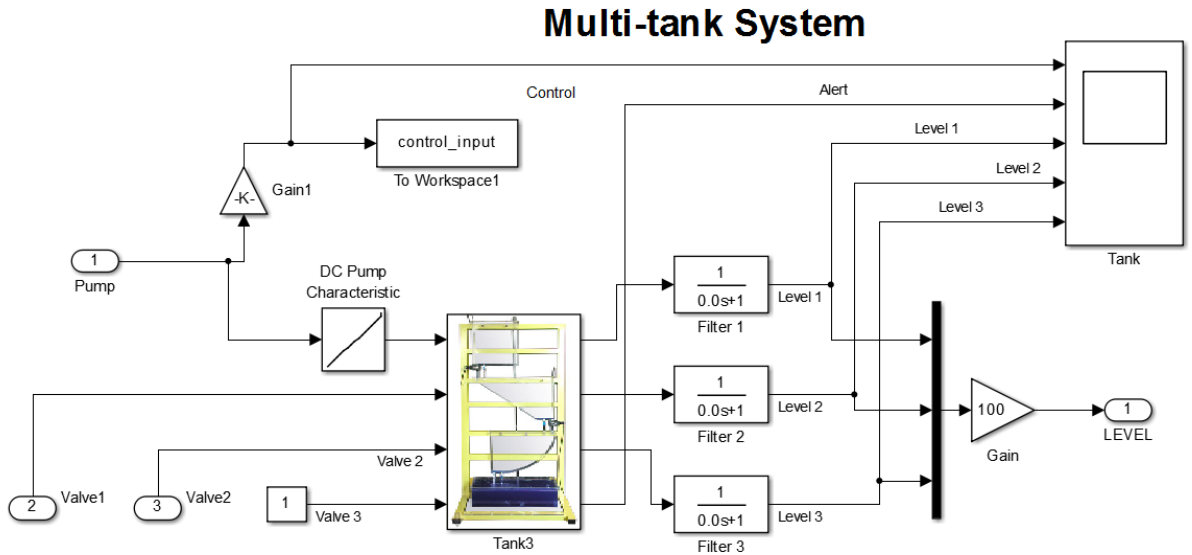 Multi-tank System
Control
Alert
Level 1
Level 2
Level 3
Tank
control_input
To Workspace1
-K-
Gain1
1
Pump
DC Pump
Characteristic
1
0.0s+1
Level 1
Filter 1
1
0.0s+1
Level 2
Filter 2
1
0.0s+1
Level 3
Filter 3
100
Gain
1
LEVEL
2
Valve1
3
Valve2
Valve 2
1
Valve 3
Tank3